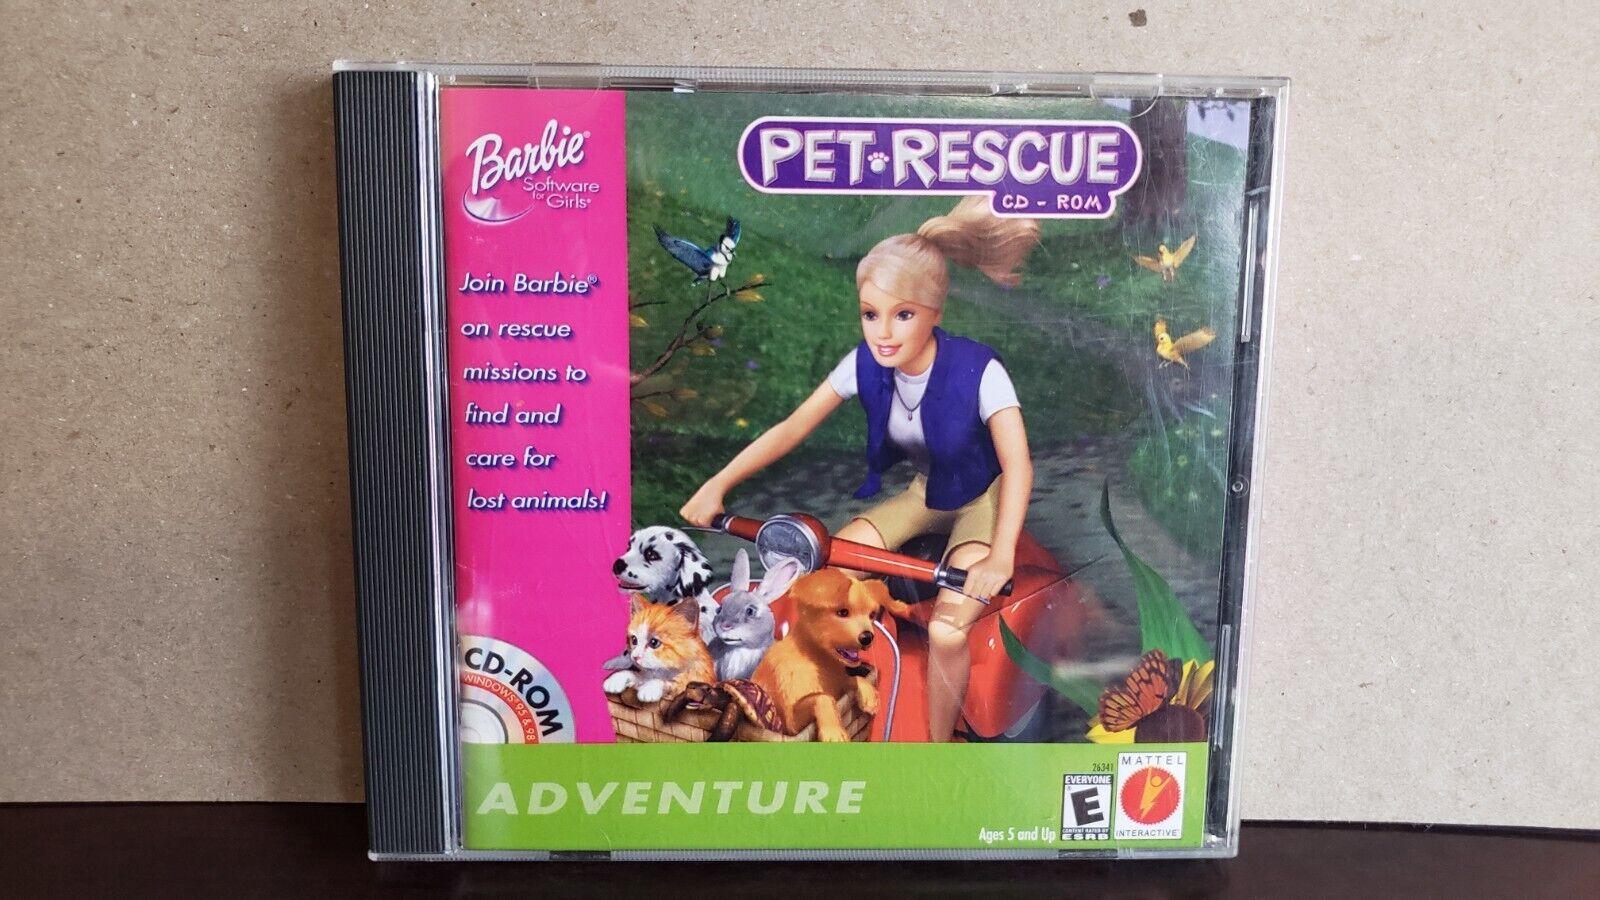 Barbie®
Software
for Girls®
PET RESCUE
CD - ROM
Join Barbie®
on rescue
missions to
find and
care for
lost animals!
CD-ROM
WINDOWS® 95 & 98
ADVENTURE
Ages 5 and Up
26341
EVERYONE
E
CONTENT RATED BY
ESRB
MATTEL
INTERACTIVE